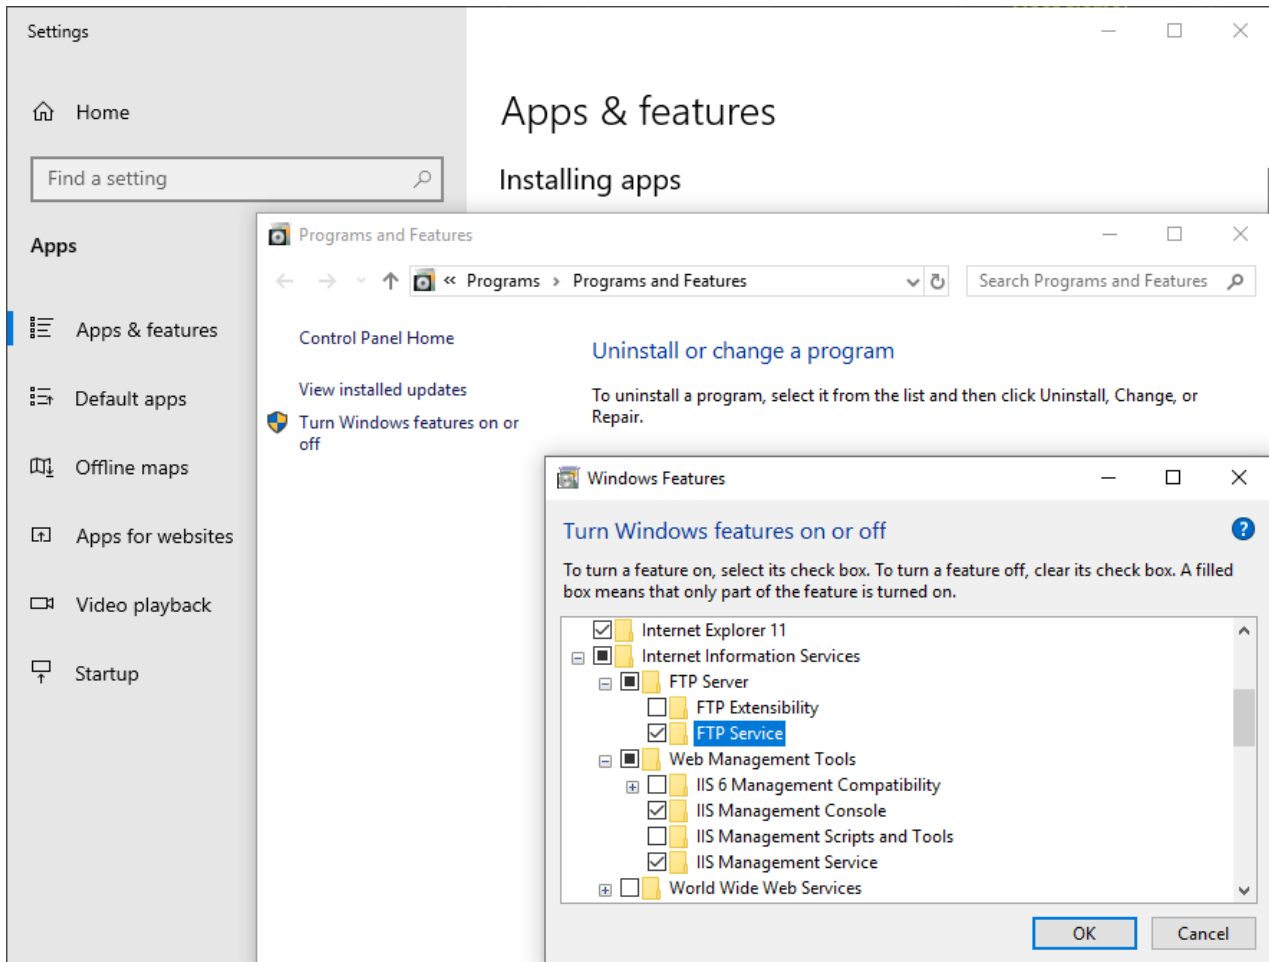 Settings
Home
Find a setting
Apps
Apps & features
Default apps
Offline maps
Apps for websites
Video playback
Startup
Apps & features
Installing apps
Programs and Features
« Programs > Programs and Features
Search Programs and Features
Control Panel Home
View installed updates
Turn Windows features on or
off
Uninstall or change a program
To uninstall a program, select it from the list and then click Uninstall, Change, or
Repair.
Windows Features
Turn Windows features on or off
?
To turn a feature on, select its check box. To turn a feature off, clear its check box. A filled
box means that only part of the feature is turned on.
Internet Explorer 11
Internet Information Services
FTP Server
FTP Extensibility
FTP Service
Web Management Tools
IIS 6 Management Compatibility
IIS Management Console
IIS Management Scripts and Tools
IIS Management Service
World Wide Web Services
OK
Cancel